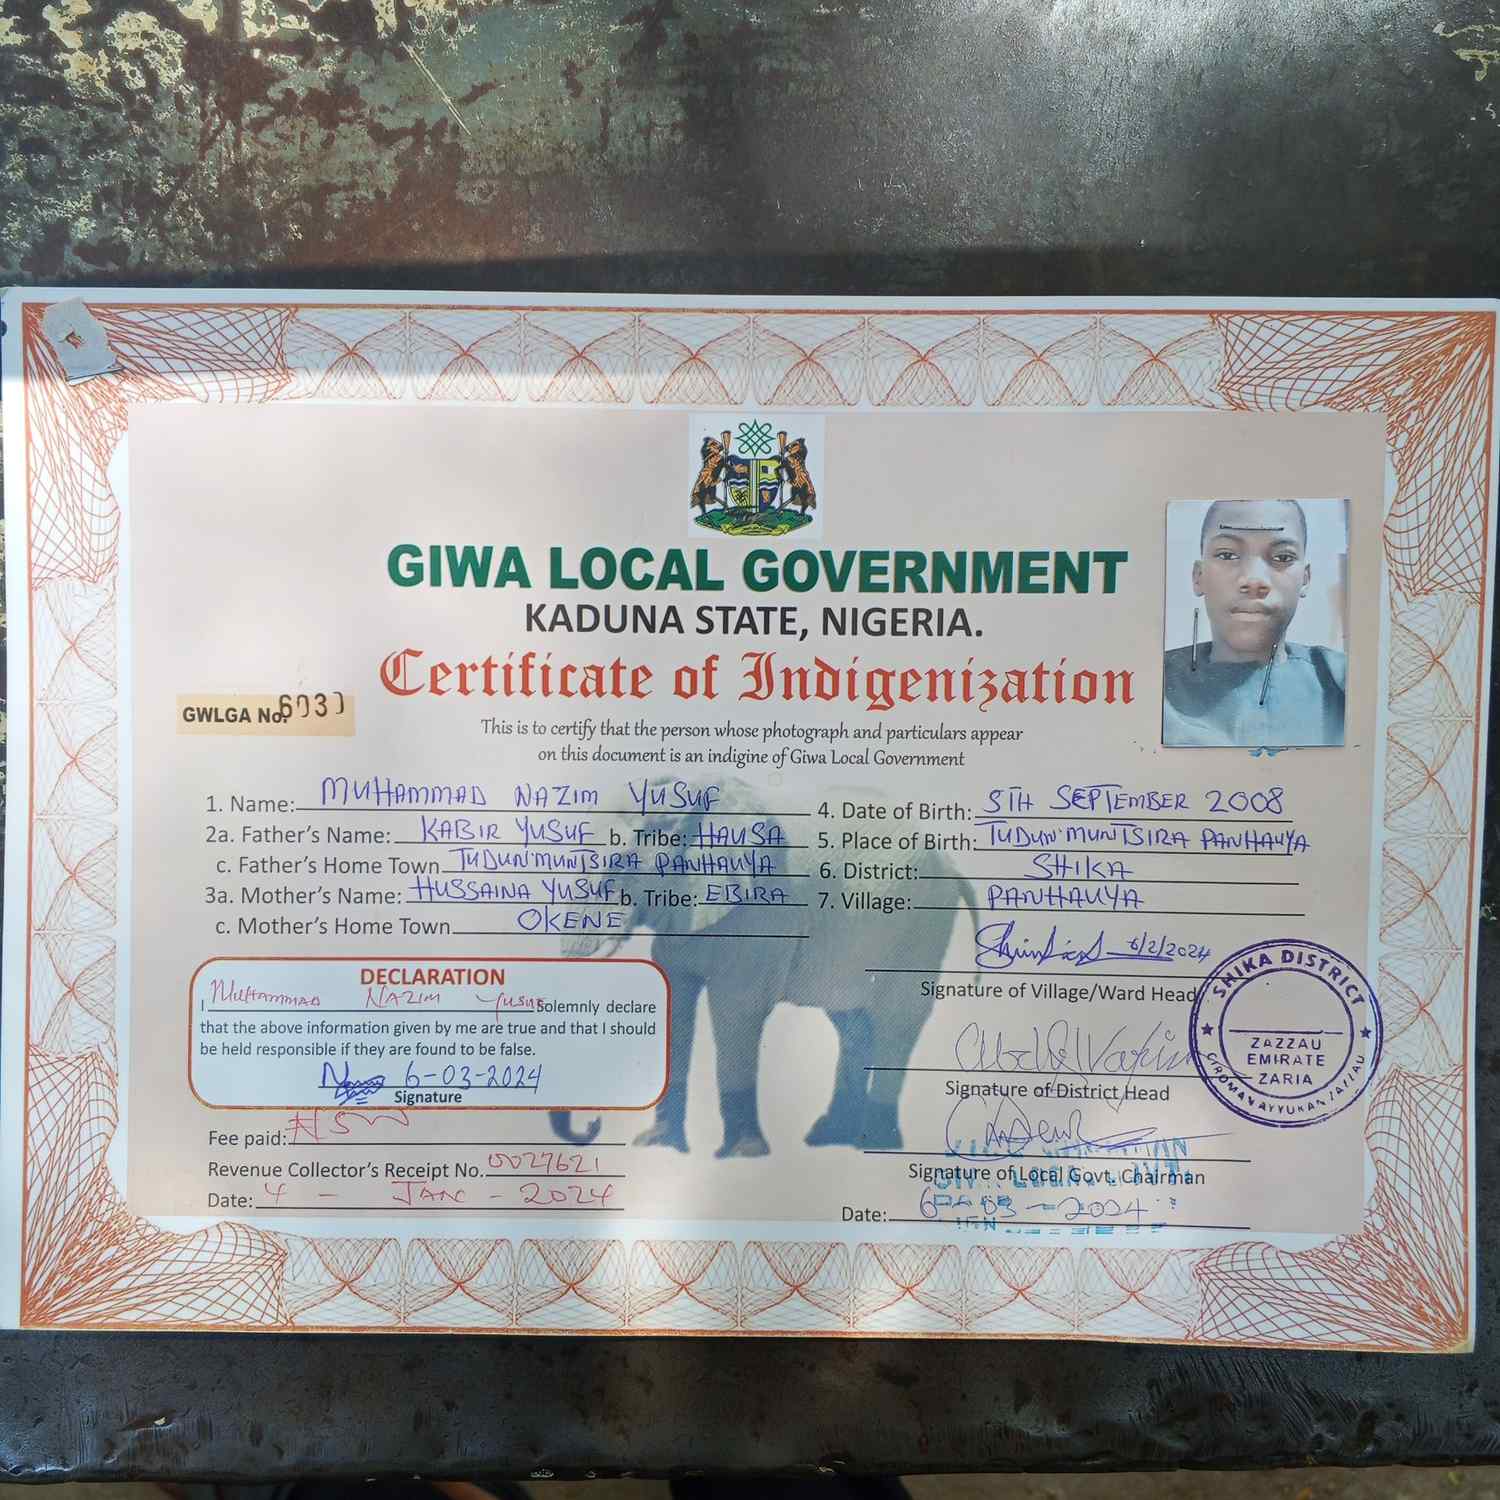 GIWA LOCAL GOVERNMENT
KADUNA STATE, NIGERIA.
Certificate of Indigenization
GWLGA No.
This is to certify that the person whose photograph and particulars appear
on this document is an indigine of Giwa Local Government
1. Name: MUHAMMAD NAZIM YUSUF
2a. Father's Name: KABIR YUSUF b. Tribe: HAUSA
c. Father's Home Town TUDUN MUNTSIRA PANHAUYA
3a. Mother's Name: HUSSAINA YUSUF b. Tribe: EBIRA
c. Mother's Home Town OKENE
4. Date of Birth: 5TH SEPTEMBER 2008
5. Place of Birth: TUDUN MUNTSIRA PANHAUYA
6. District: SHIKA
7. Village: PANHAUYA
DECLARATION
I Muhammad Nazim Yusuf Solemnly declare
that the above information given by me are true and that I should
be held responsible if they are found to be false.
6-03-2024
Signature
Fee paid:
Revenue Collector's Receipt No. 0027621
Date: 4 - JAN - 2024
6/2/2024
Signature of Village/Ward Head
Signature of District Head
Signature of Local Govt. Chairman
Date: 6-03-2024
SHIKA DISTRICT
ZAZZAU
EMIRATE
ZARIA